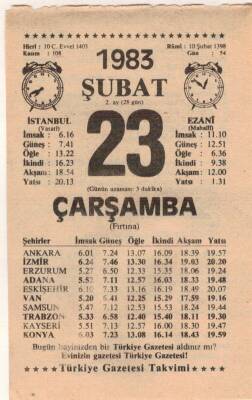 Hicrî : 10 C. Evvel 1403
Kasım : 108
Rûmî : 10 Şubat 1398
Gün : 54
1983
ŞUBAT
2. ay (28 gün)
İSTANBUL
(Vasatî)
İmsak : 6.16
Güneş : 7.41
Öğle : 13.22
İkindi : 16.23
Akşam : 18.54
Yatsı : 20.13
23
EZANÎ
(Mahallî)
İmsak : 11.10
Güneş : 12.51
Öğle : 6.36
İkindi : 9.38
Akşam : 12.00
Yatsı : 1.31
(Günün uzaması: 3 dakika)
ÇARŞAMBA
(Fırtına)
Şehirler İmsak Güneş Öğle İkindi Akşam Yatsı
ANKARA 6.01 7.24 13.07 16.09 18.39 19.57
İZMİR 6.24 7.46 13.30 16.34 19.03 20.20
ERZURUM 5.27 6.50 12.33 15.35 18.06 19.24
ADANA 5.52 7.11 12.57 16.03 18.33 19.48
ESKİŞEHİR 6.10 7.33 13.16 16.19 18.49 20.07
VAN 5.20 6.41 12.25 15.29 17.59 19.16
SAMSUN 5.47 7.12 12.53 15.53 18.24 19.44
TRABZON 5.33 6.58 12.40 15.40 18.11 19.30
KAYSERİ 5.51 7.13 12.57 16.00 18.30 19.47
KONYA 6.03 7.23 13.08 16.14 18.43 19.59
Bugün bayinizden bir Türkiye Gazetesi aldınız mı?
Evinizin gazetesi Türkiye Gazetesi!
Türkiye Gazetesi Takvimi